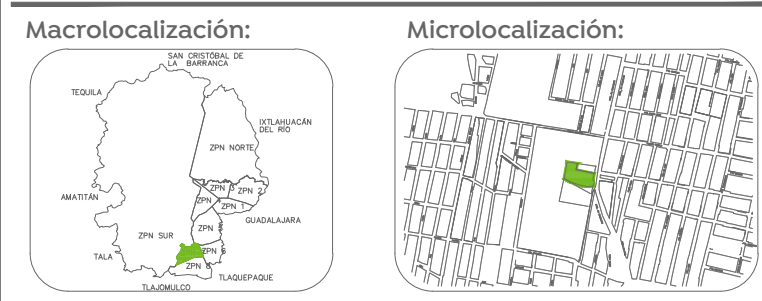 Macrolocalización:
Microlocalización:
SAN CRISTÓBAL DE
LA BARRANCA
TEQUILA
IXTLAHUACÁN
DEL RÍO
ZPN NORTE
ZPN 3
ZPN 2
AMATITÁN
ZPN
ZPN 1
GUADALAJARA
ZPN SUR
ZPN
TALA
ZPN 6
ZPN
TLAQUEPAQUE
TLAJOMULCO